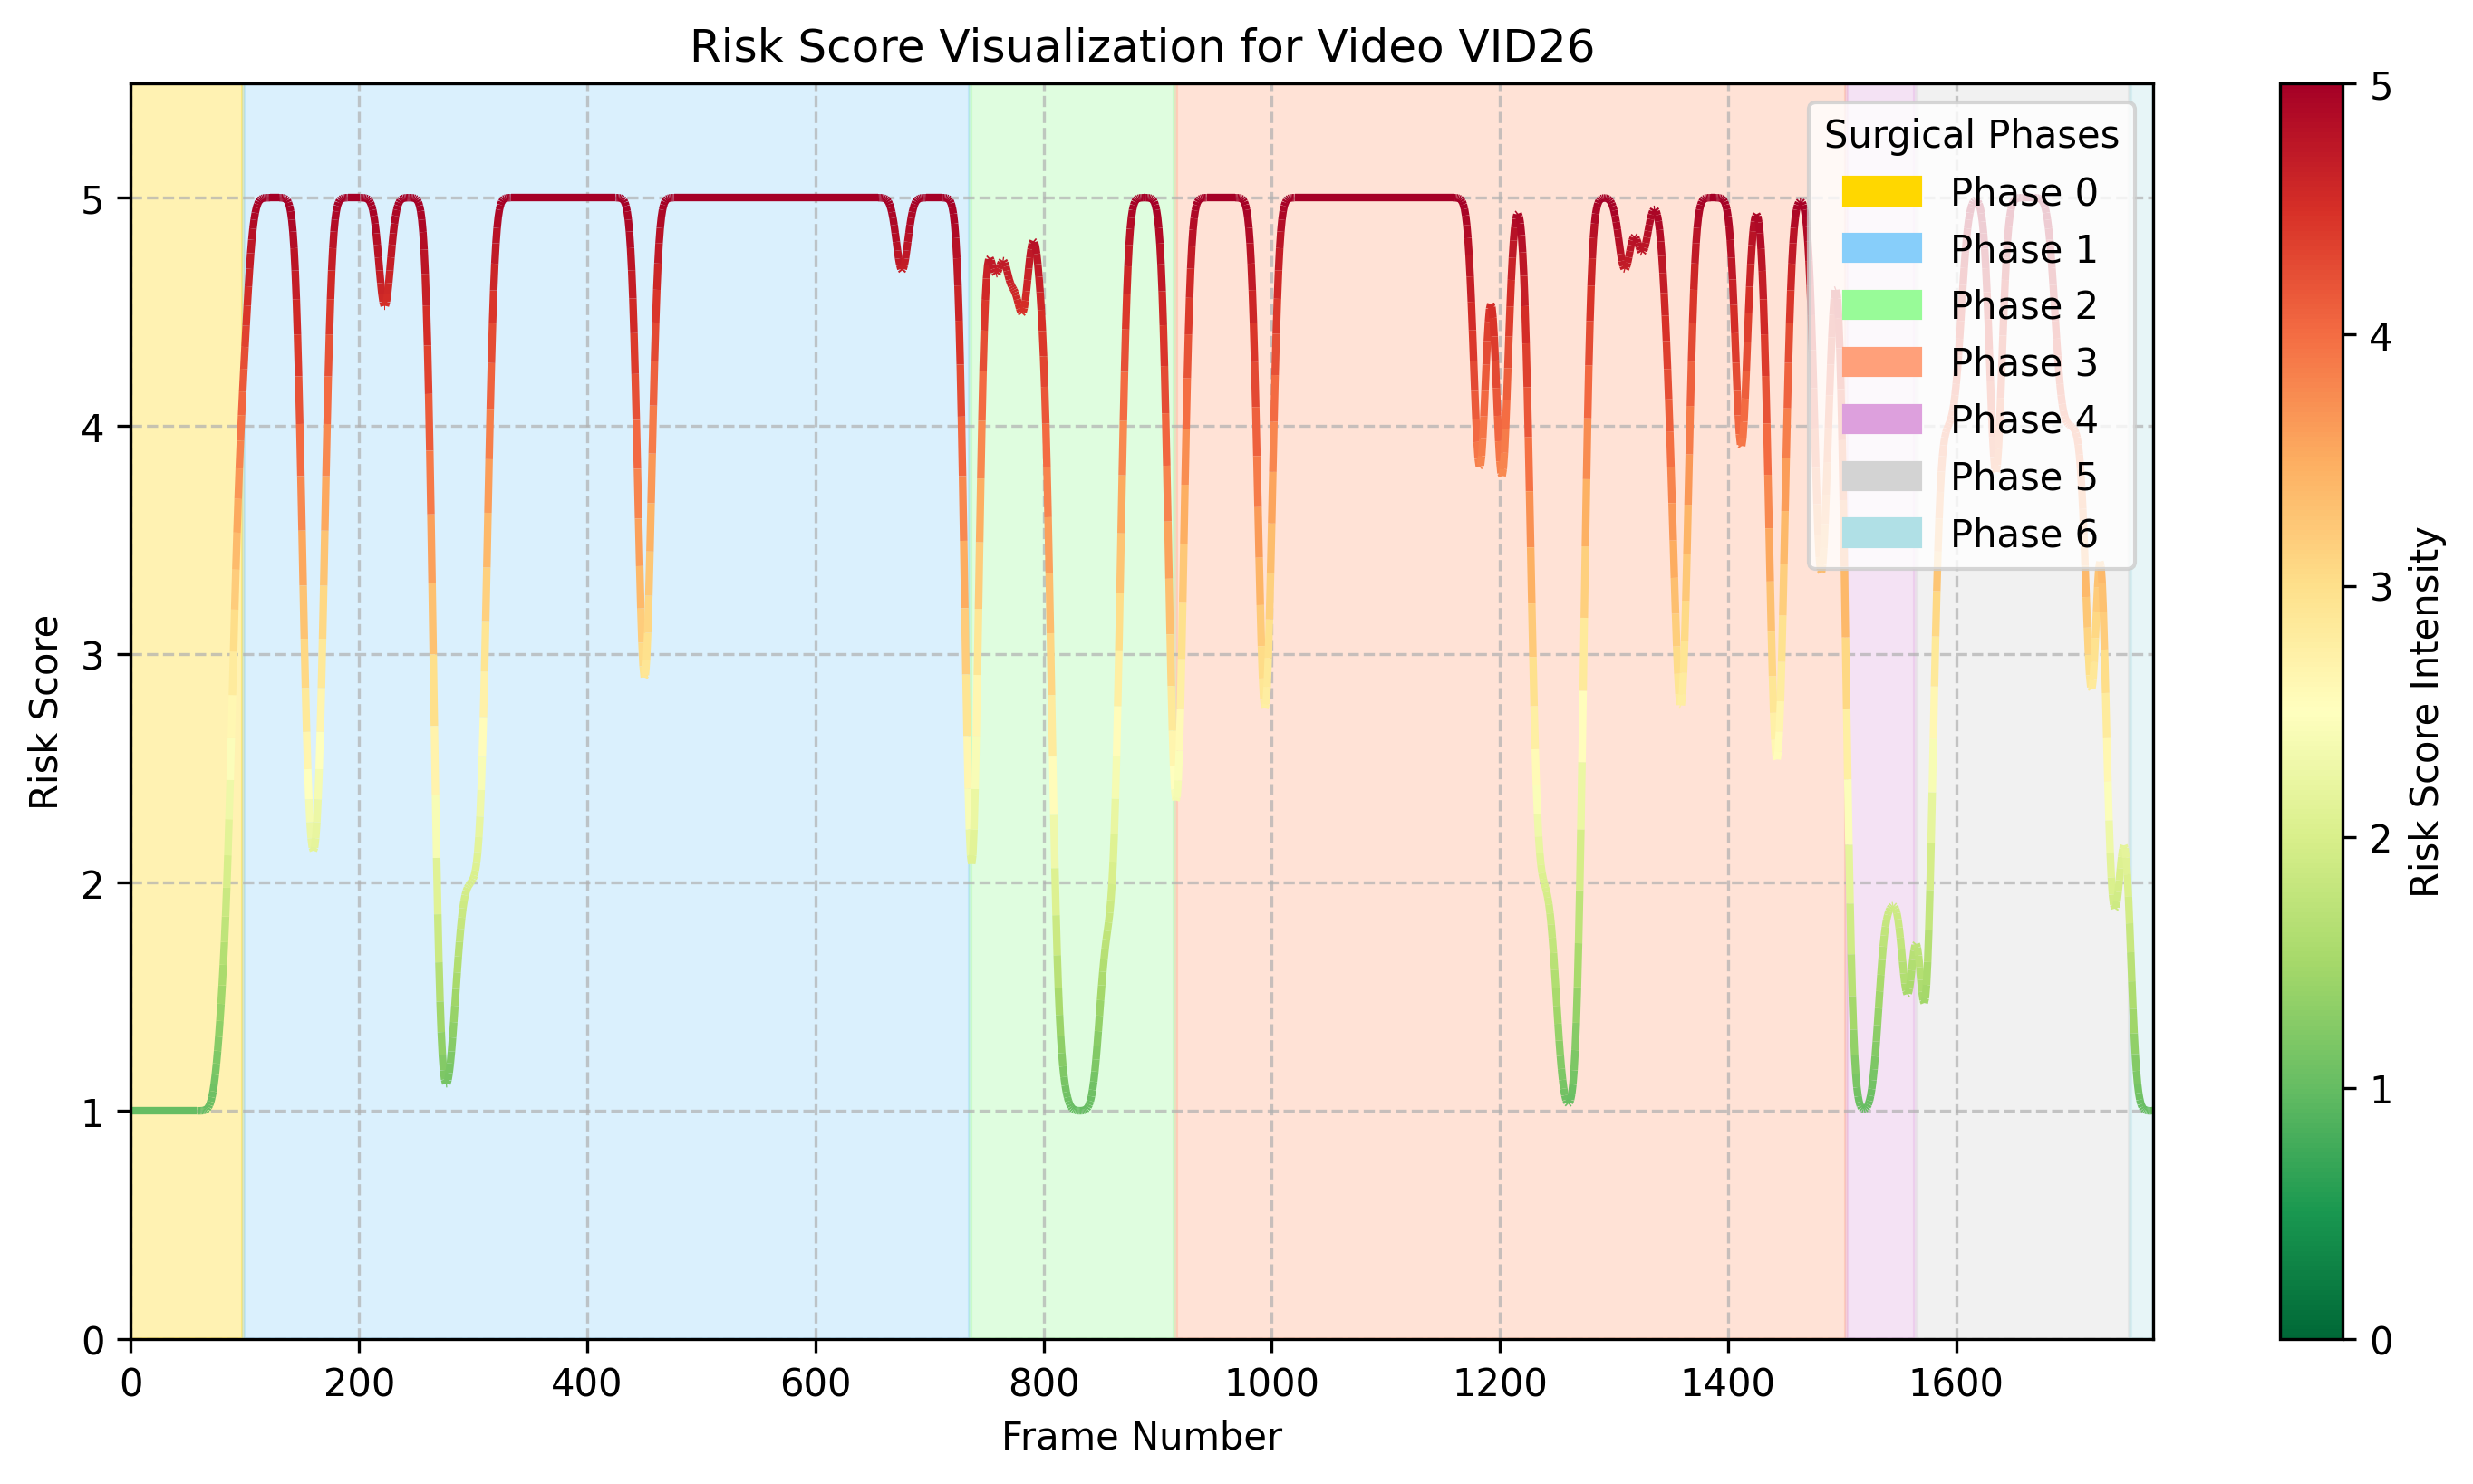 Risk Score Visualization for Video VID26
Surgical Phases
Phase 0
Phase 1
Phase 2
Phase 3
Phase 4
Phase 5
Phase 6
Risk Score
5
4
3
2
1
0
0
200
400
600
800
1000
1200
1400
1600
Frame Number
5
4
3
2
1
0
Risk Score Intensity